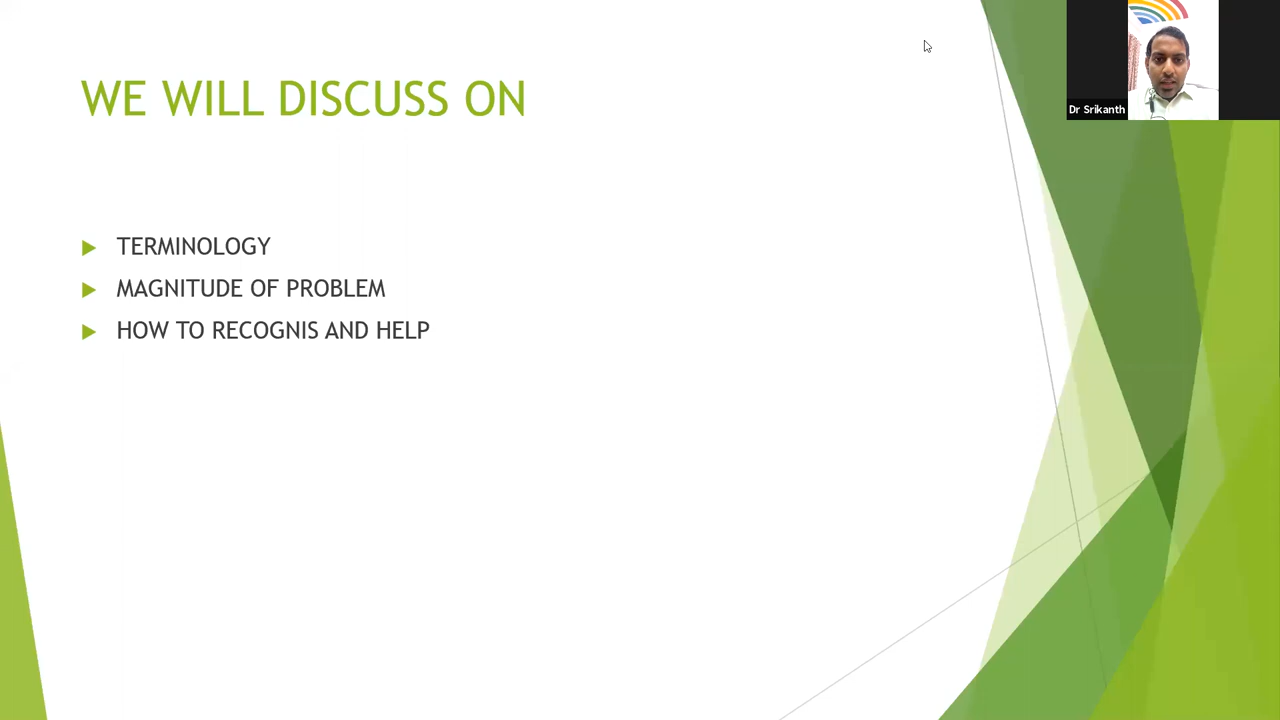 WE WILL DISCUSS ON
TERMINOLOGY
MAGNITUDE OF PROBLEM
HOW TO RECOGNIS AND HELP
Dr Srikanth